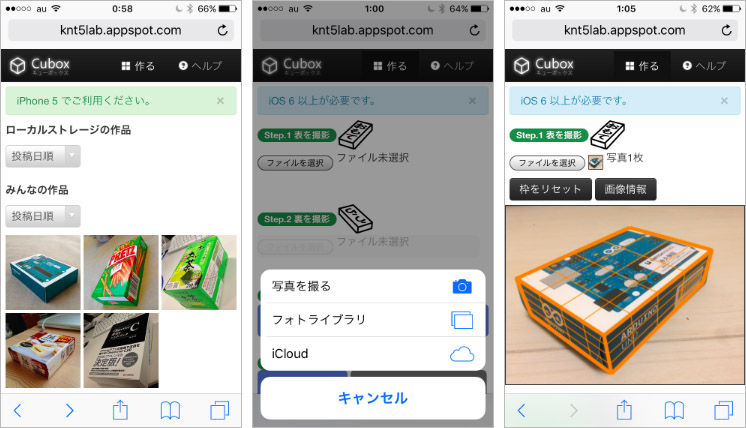 au 0:58 66%
knt5lab.appspot.com
Cubox
キューボックス
作る
ヘルプ
iPhone 5 でご利用ください。
ローカルストレージの作品
投稿日順
みんなの作品
投稿日順
PRETZ
au 1:00 64%
knt5lab.appspot.com
Cubox
キューボックス
作る
ヘルプ
iOS 6 以上が必要です。
Step.1 表を撮影
ファイルを選択 ファイル未選択
Step.2 裏を撮影
ファイルを選択 ファイル未選択
写真を撮る
フォトライブラリ
iCloud
キャンセル
au 1:05 62%
knt5lab.appspot.com
Cubox
キューボックス
作る
ヘルプ
iOS 6 以上が必要です。
Step.1 表を撮影
ファイルを選択 写真1枚
枠をリセット 画像情報
ARDUINO
UNO